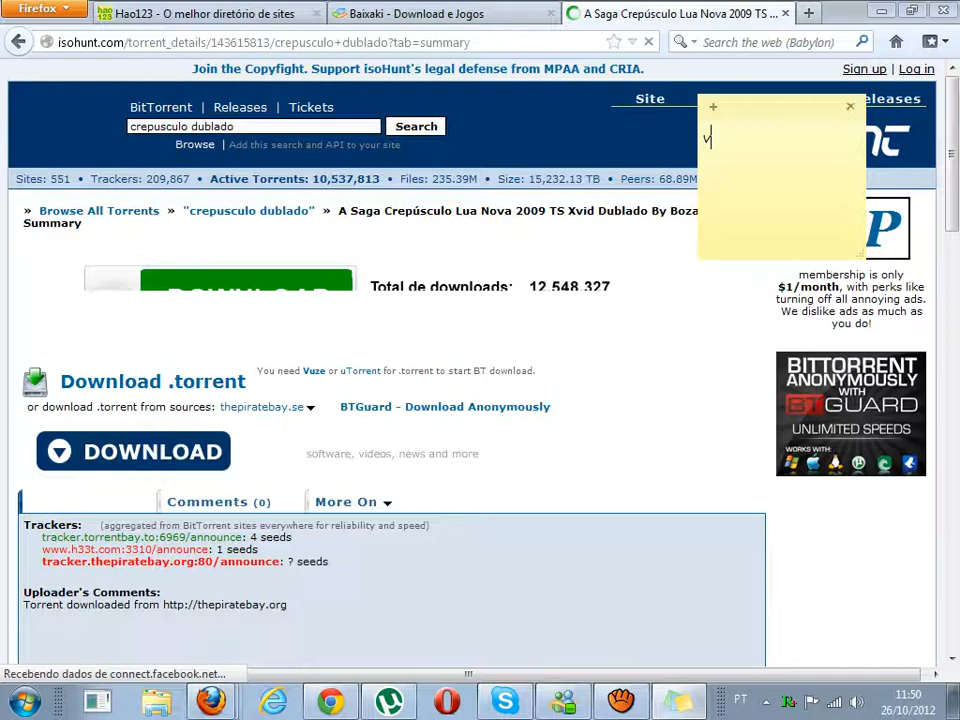 Firefox
Hao123 - O melhor diretório de sites
Baixaki - Download e Jogos
A Saga Crepúsculo Lua Nova 2009 TS ...
isohunt.com/torrent_details/143615813/crepusculo+dublado?tab=summary
Search the web (Babylon)
Join the Copyfight. Support isoHunt's legal defense from MPAA and CRIA.
Sign up | Log in
BitTorrent | Releases | Tickets
Site
eleases
crepusculo dublado
Search
v
Browse | Add this search and API to your site
Sites: 551 • Trackers: 209,867 • Active Torrents: 10,537,813 • Files: 235.39M • Size: 15,232.13 TB • Peers: 68.89M
» Browse All Torrents » "crepusculo dublado" » A Saga Crepúsculo Lua Nova 2009 TS Xvid Dublado By Boza
Summary
P
DOWNLOAD
Total de downloads: 12.548.327
membership is only
$1/month, with perks like
turning off all annoying ads.
We dislike ads as much as
you do!
Download .torrent
You need Vuze or uTorrent for .torrent to start BT download.
or download .torrent from sources: thepiratebay.se
BTGuard - Download Anonymously
DOWNLOAD
software, videos, news and more
BITTORRENT
ANONYMOUSLY
WITH
BTGUARD
UNLIMITED SPEEDS
WORKS WITH:
Comments (0)
More On
Trackers: (aggregated from BitTorrent sites everywhere for reliability and speed)
tracker.torrentbay.to:6969/announce: 4 seeds
www.h33t.com:3310/announce: 1 seeds
tracker.thepiratebay.org:80/announce: ? seeds
Uploader's Comments:
Torrent downloaded from http://thepiratebay.org
Recebendo dados de connect.facebook.net...
PT
11:50
26/10/2012